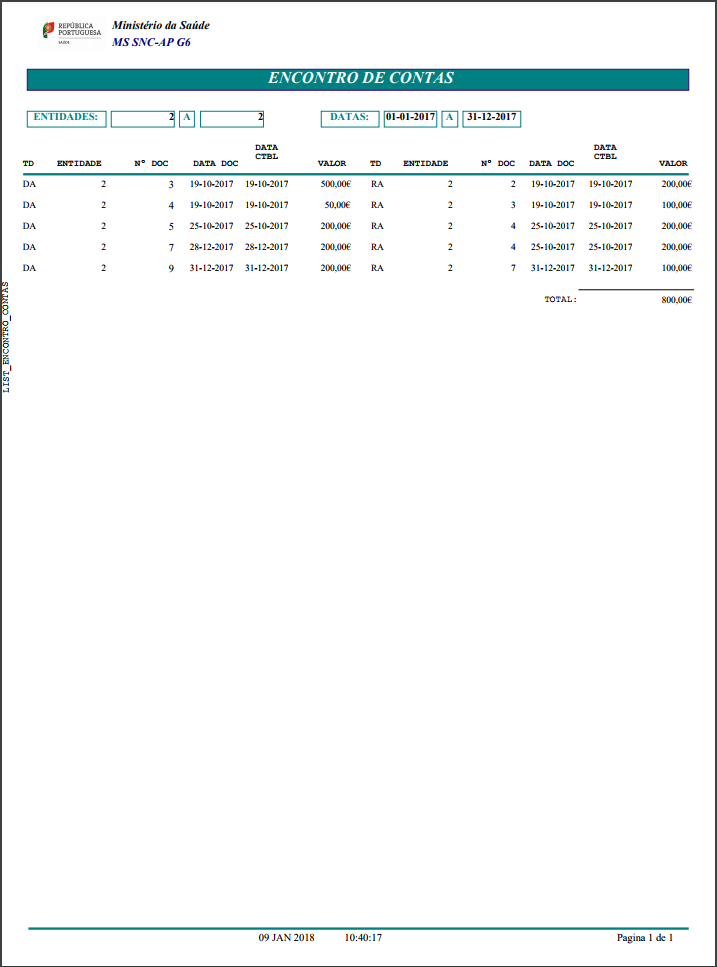 REPÚBLICA
PORTUGUESA
SAÚDE
Ministério da Saúde
MS SNC-AP G6
ENCONTRO DE CONTAS
ENTIDADES: 2 A 2 DATAS: 01-01-2017 A 31-12-2017
TD ENTIDADE Nº DOC DATA DOC DATA CTBL VALOR TD ENTIDADE Nº DOC DATA DOC DATA CTBL VALOR
DA 2 3 19-10-2017 19-10-2017 500,00€ RA 2 2 19-10-2017 19-10-2017 200,00€
DA 2 4 19-10-2017 19-10-2017 50,00€ RA 2 3 19-10-2017 19-10-2017 100,00€
DA 2 5 25-10-2017 25-10-2017 200,00€ RA 2 4 25-10-2017 25-10-2017 200,00€
DA 2 7 28-12-2017 28-12-2017 200,00€ RA 2 4 25-10-2017 25-10-2017 200,00€
DA 2 9 31-12-2017 31-12-2017 200,00€ RA 2 7 31-12-2017 31-12-2017 100,00€
TOTAL: 800,00€
LIST_ENCONTRO_CONTAS
09 JAN 2018 10:40:17 Pagina 1 de 1